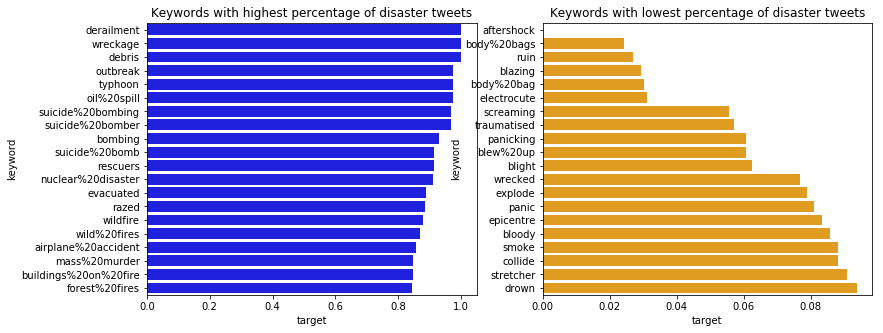 Keywords with highest percentage of disaster tweets
derailment
wreckage
debris
outbreak
typhoon
oil%20spill
suicide%20bombing
suicide%20bomber
bombing
suicide%20bomb
rescuers
nuclear%20disaster
evacuated
razed
wildfire
wild%20fires
airplane%20accident
mass%20murder
buildings%20on%20fire
forest%20fires
keyword
0.0 0.2 0.4 0.6 0.8 1.0
target
Keywords with lowest percentage of disaster tweets
aftershock
body%20bags
ruin
blazing
body%20bag
electrocute
screaming
traumatised
panicking
blew%20up
blight
wrecked
explode
panic
epicentre
bloody
smoke
collide
stretcher
drown
keyword
0.00 0.02 0.04 0.06 0.08
target